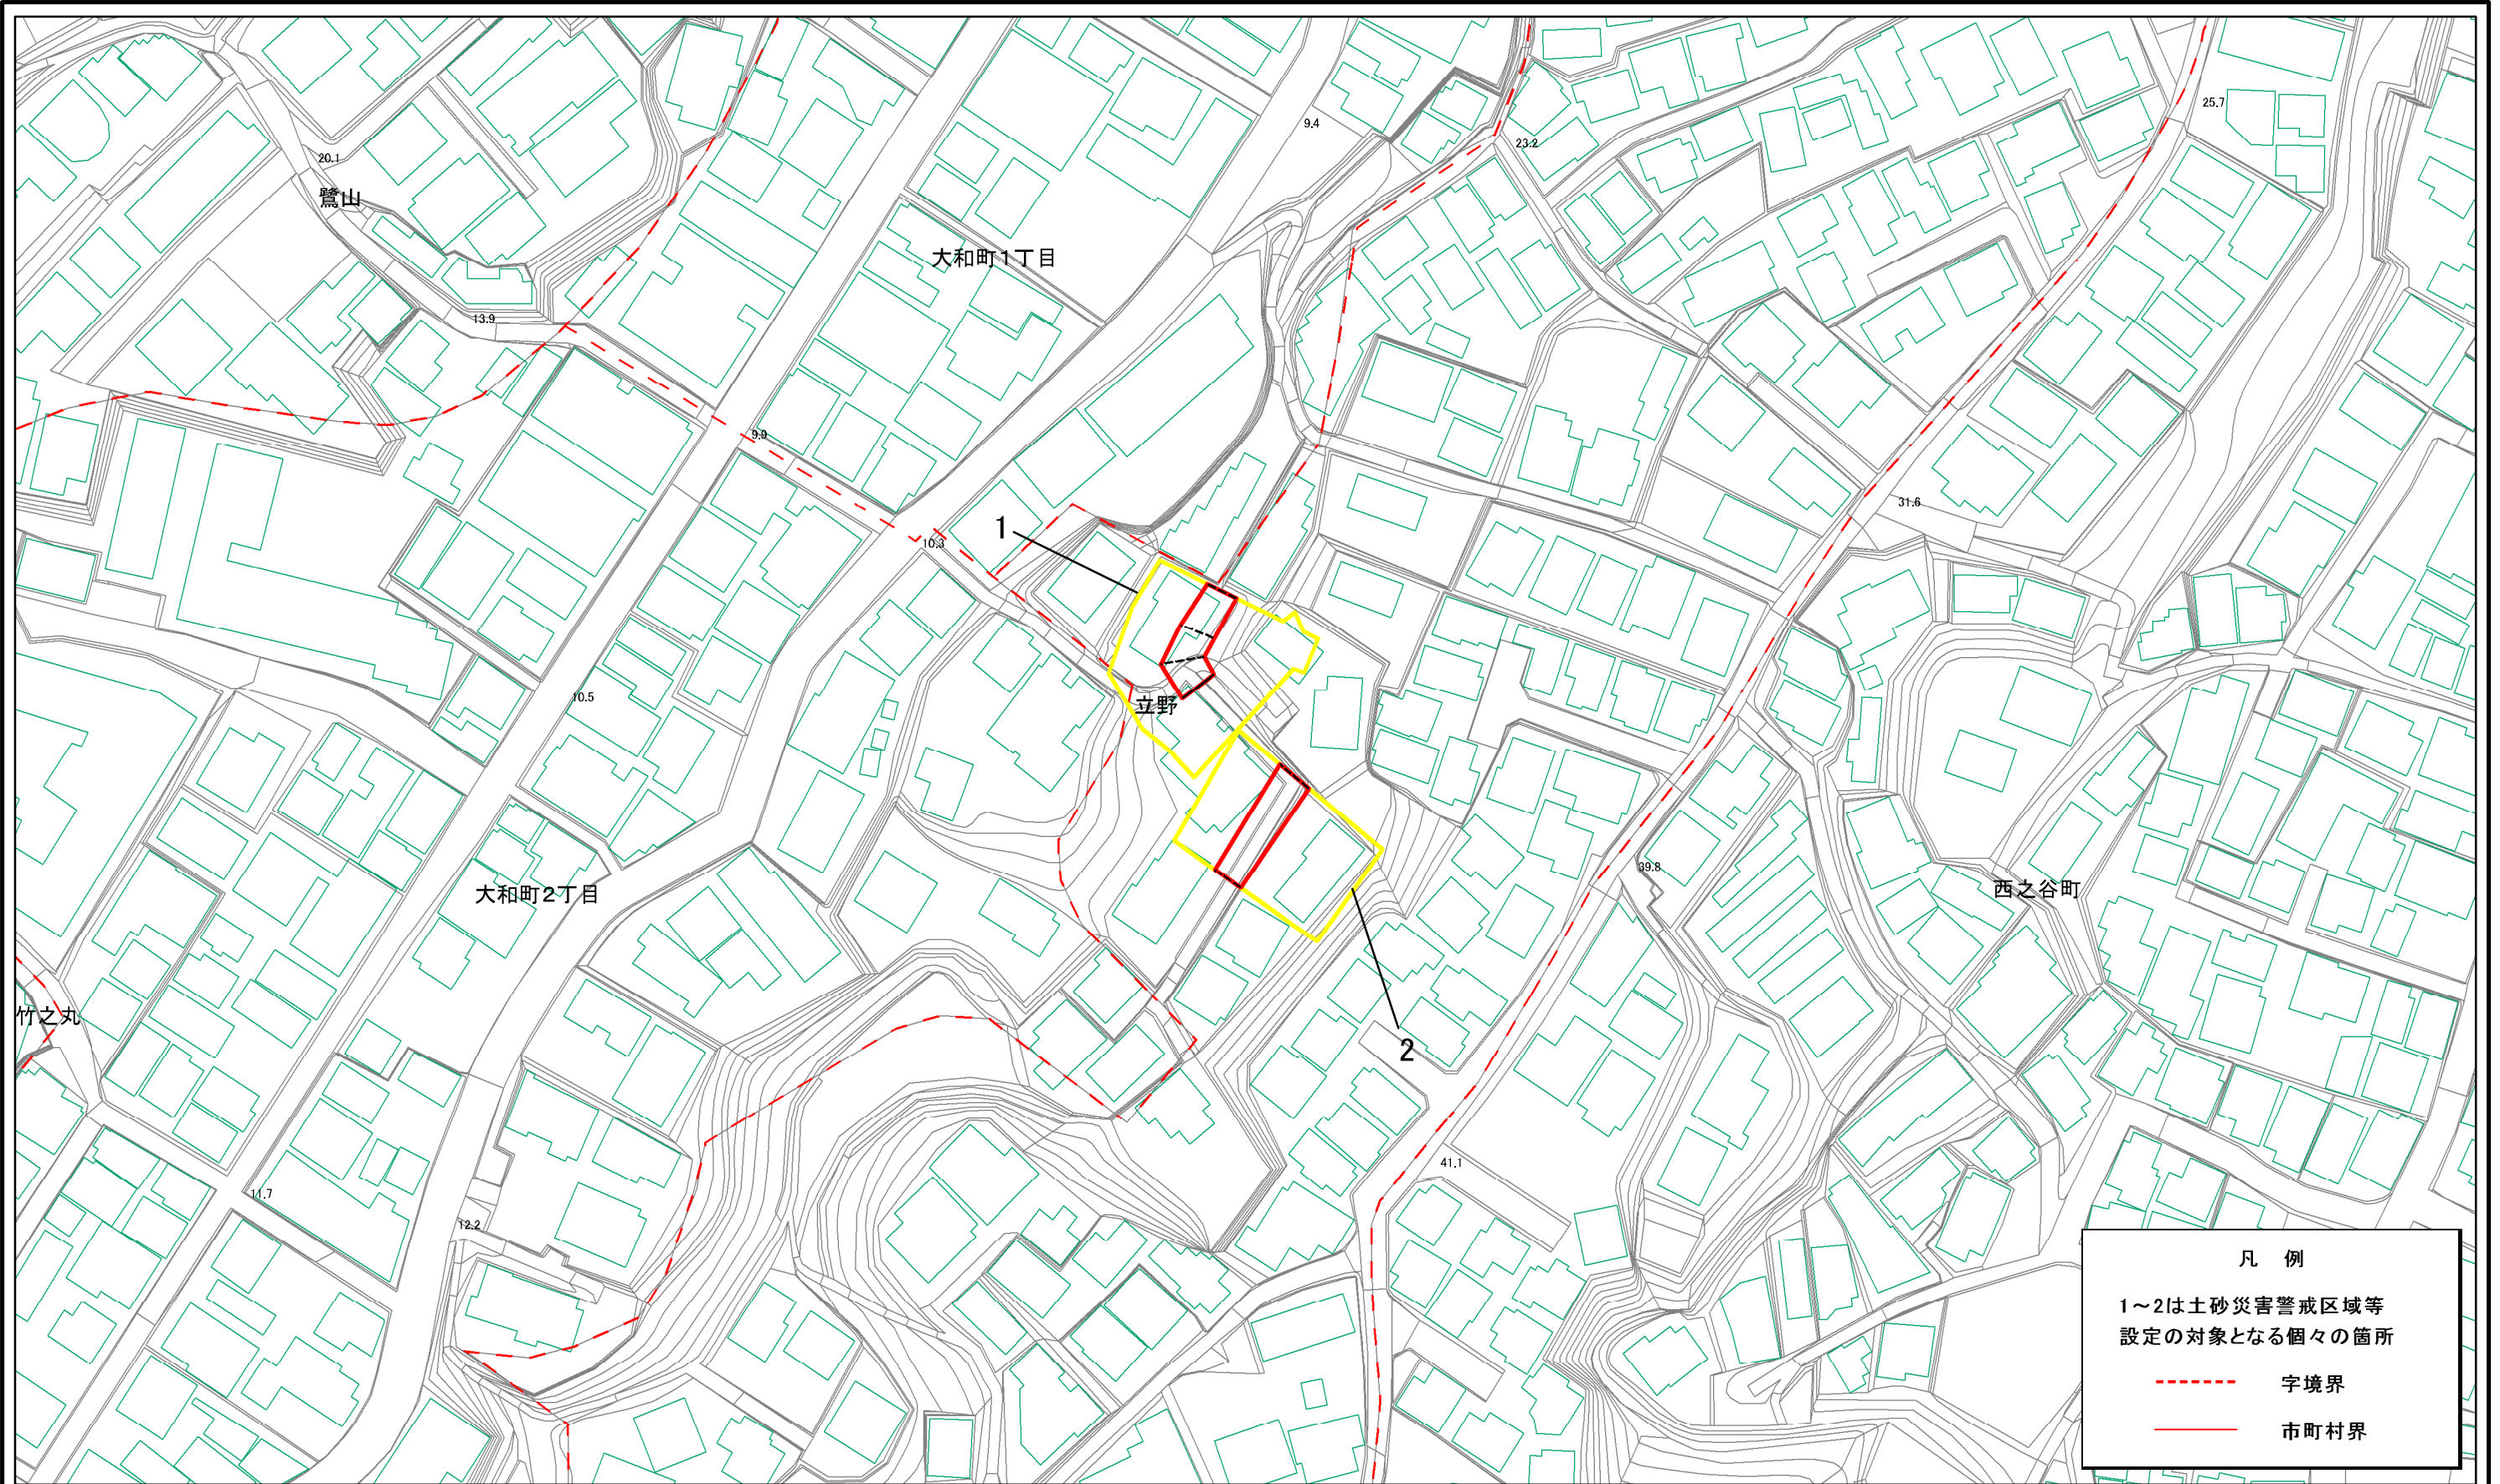 9.4
25.7
23.2
20.1
鷺山
大和町1丁目
13.9
9.9
31.6
1
10.3
10.5
立野
39.8
西之谷町
大和町2丁目
竹之丸
2
41.1
11.7
12.2
凡 例
1～2は土砂災害警戒区域等
設定の対象となる個々の箇所
字境界
市町村界